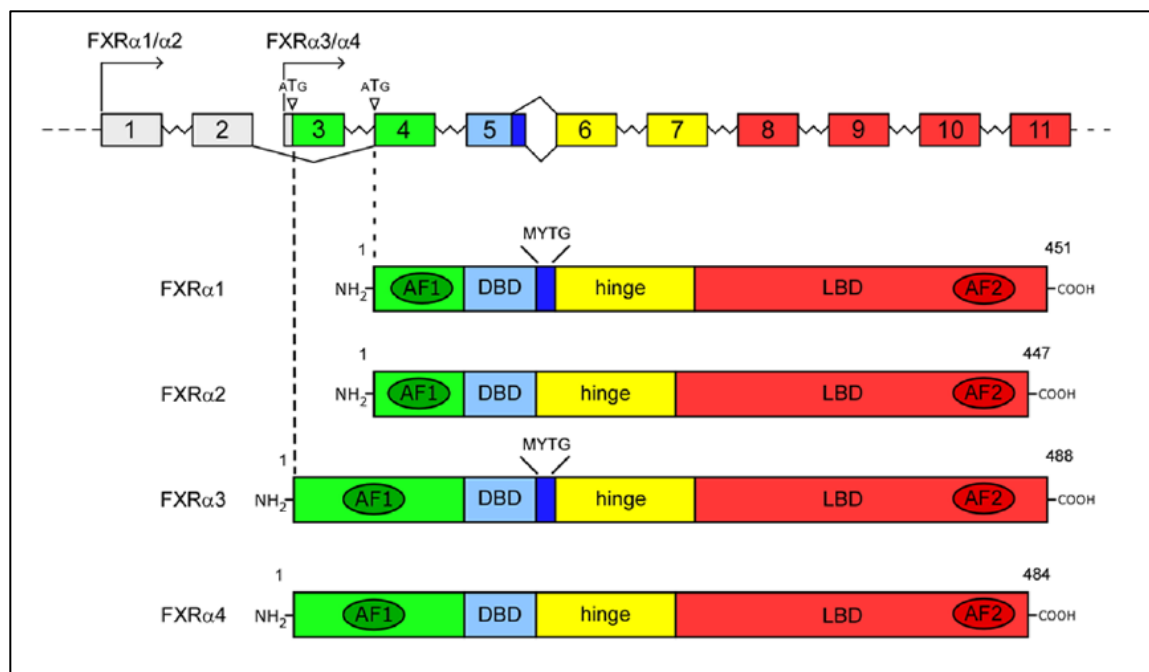 FXRα1/α2 FXRα3/α4
ATG ATG
1 2 3 4 5 6 7 8 9 10 11
MYTG
1 451
FXRα1 NH2 AF1 DBD hinge LBD AF2 COOH
1 447
FXRα2 NH2 AF1 DBD hinge LBD AF2 COOH
MYTG
1 488
FXRα3 NH2 AF1 DBD hinge LBD AF2 COOH
1 484
FXRα4 NH2 AF1 DBD hinge LBD AF2 COOH